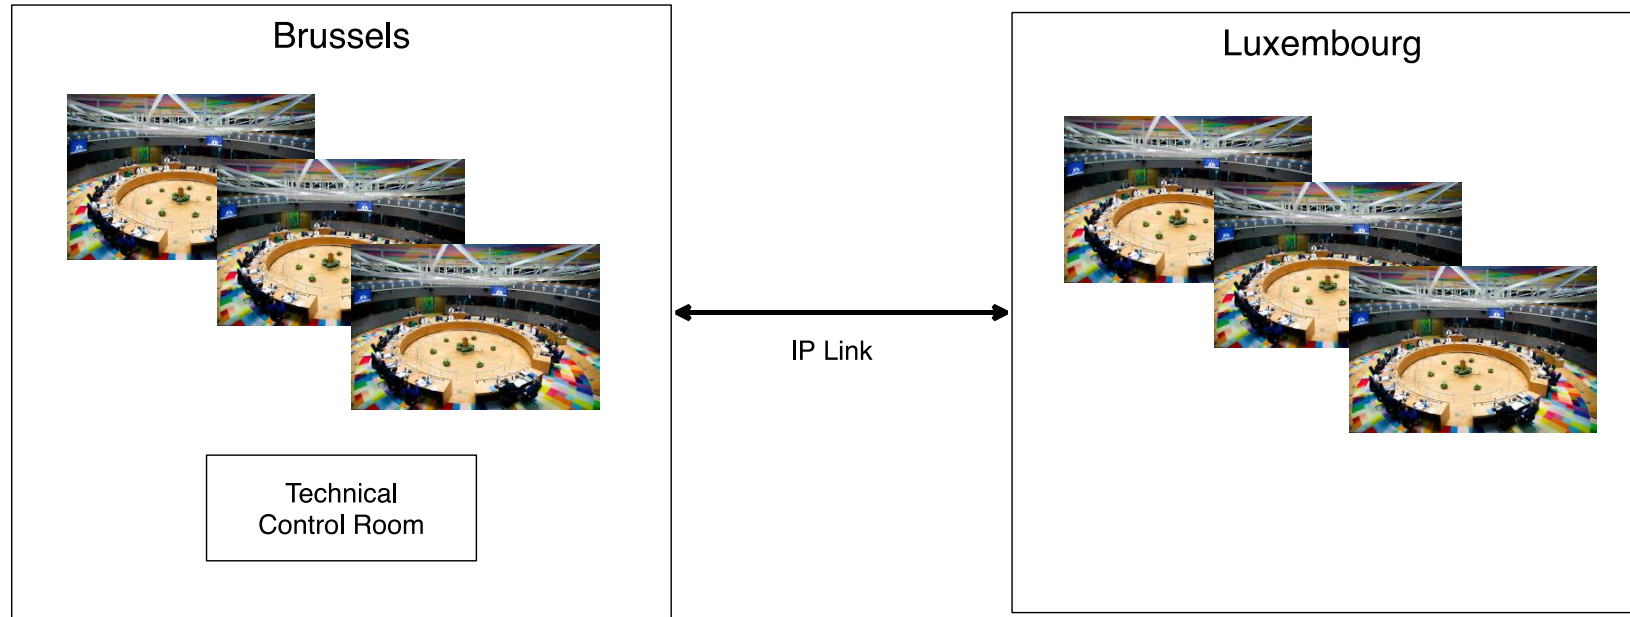 Brussels
Luxembourg
IP Link
Technical
Control Room